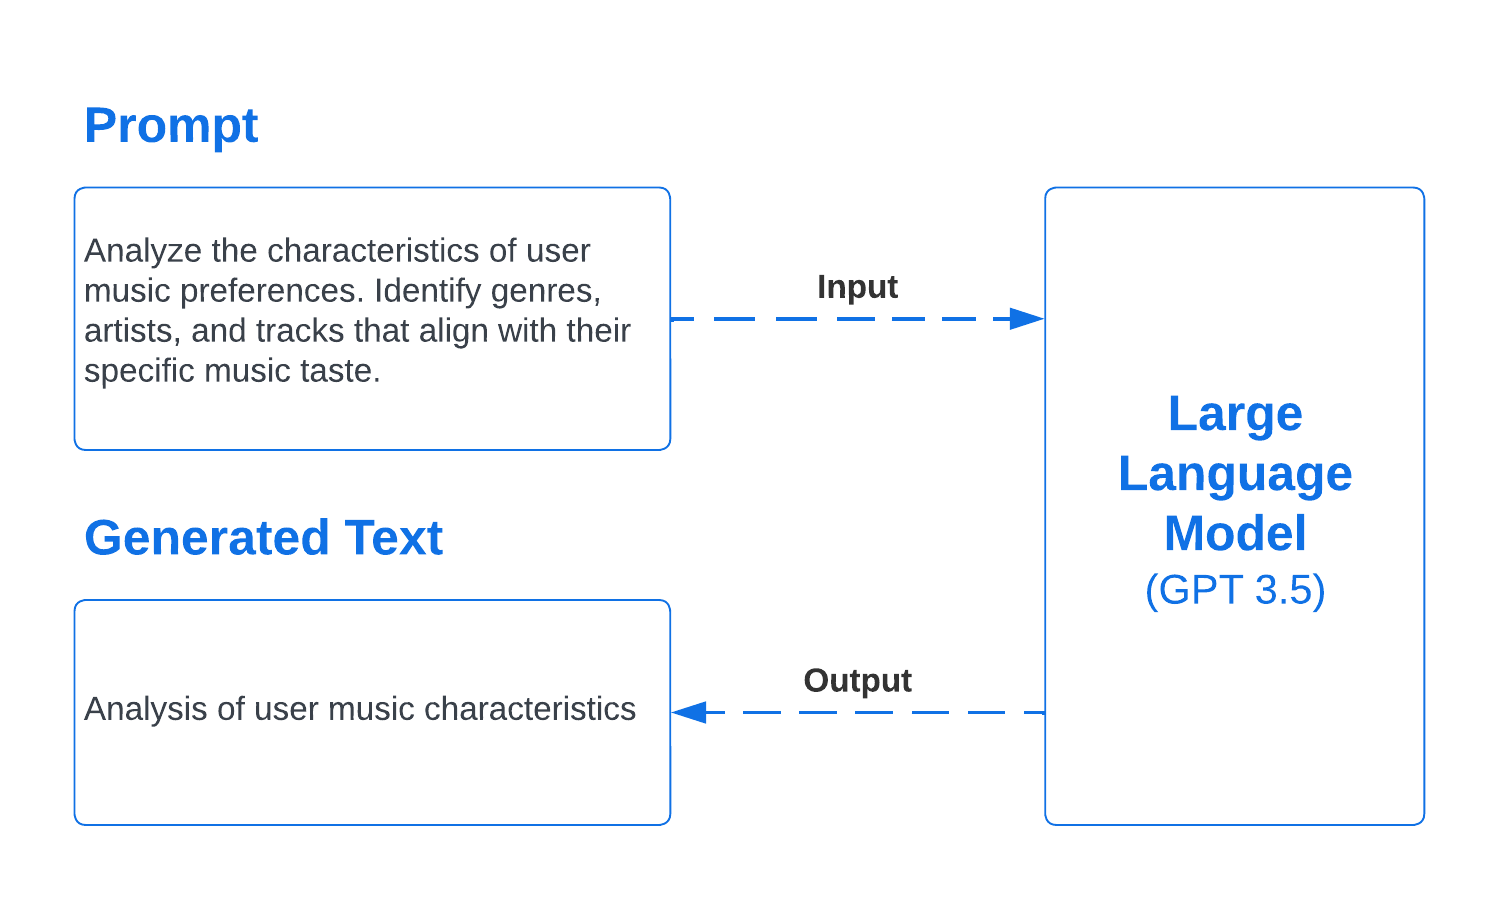 Prompt
Analyze the characteristics of user
music preferences. Identify genres,
artists, and tracks that align with their
specific music taste.
Input
Large
Language
Model
(GPT 3.5)
Generated Text
Analysis of user music characteristics
Output